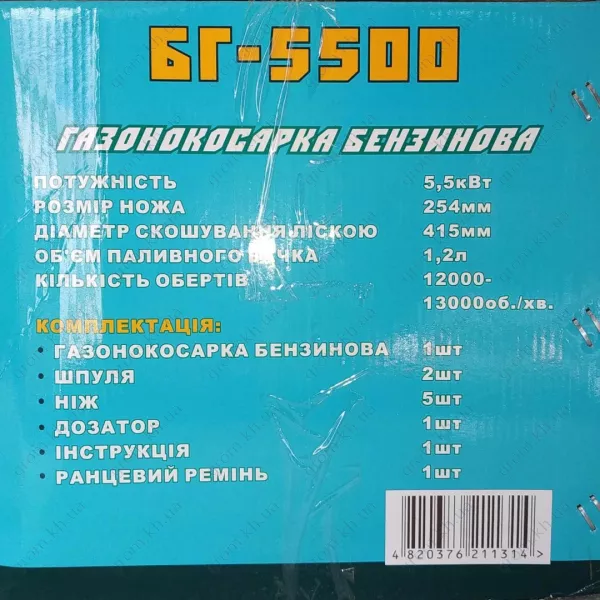 БГ-5500
ГАЗОНОКОСАРКА БЕНЗИНОВА
ПОТУЖНІСТЬ 5,5кВт
РОЗМІР НОЖА 254мм
ДІАМЕТР СКОШУВАННЯ ЛІСКОЮ 415мм
ОБ'ЄМ ПАЛИВНОГО БАЧКА 1,2л
КІЛЬКІСТЬ ОБЕРТІВ 12000-
13000об./хв.
КОМПЛЕКТАЦІЯ:
• ГАЗОНОКОСАРКА БЕНЗИНОВА 1шт
• ШПУЛЯ 2шт
• НІЖ 5шт
• ДОЗАТОР 1шт
• ІНСТРУКЦІЯ 1шт
• РАНЦЕВИЙ РЕМІНЬ 1шт
4 820376 211314 >